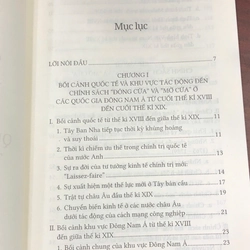 Mục lục
LỜI NÓI ĐẦU ........ 7
CHƯƠNG I
BỐI CẢNH QUỐC TẾ VÀ KHU VỰC TÁC ĐỘNG ĐẾN
CHÍNH SÁCH "ĐÓNG CỬA" VÀ "MỞ CỬA" Ở
CÁC QUỐC GIA ĐÔNG NAM Á TỪ CUỐI THẾ KỈ XVIII
ĐẾN CUỐI THẾ KỈ XIX
I. Bối cảnh quốc tế từ thế kỉ XVIII đến giữa thế kỉ XIX ........ 11
1. Tây Ban Nha tiếp tục thời kỳ khủng hoảng
và suy thoái
2. Thời kì chiếm ưu thế trong chính trị quốc tế
của nước Anh
3. Sự ra đời của tư tưởng kinh tế chính trị mới:
"Laissez-faire"
4. Sự xuất hiện một thế lực mới ở Tây bán cầu
5. Trật tự châu Âu đầu thế kỉ XIX
6. Chuyển biến kinh tế ở các nước châu Âu
dưới tác động của cách mạng công nghiệp
II. Bối cảnh khu vực Đông Nam Á từ thế kỉ XVIII
đến giữa thế kỉ XIX
1. Bối cảnh chung của khu vực Đông Nam Á